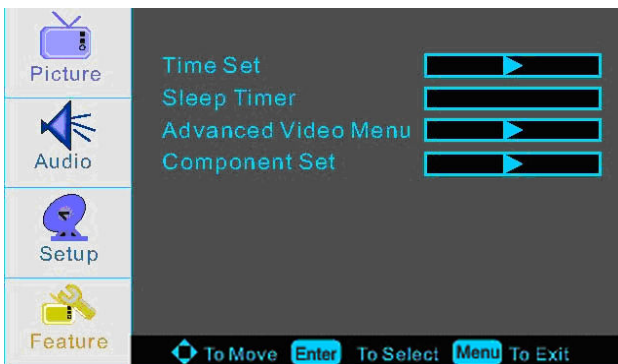 Picture
Audio
Setup
Feature
Time Set
Sleep Timer
Advanced Video Menu
Component Set
To Move Enter To Select Menu To Exit